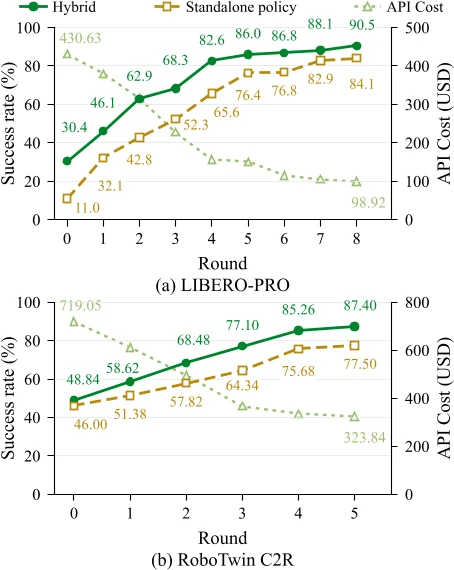 Hybrid Standalone policy API Cost
430.63 62.9 68.3 82.6 86.0 86.8 88.1 90.5
100 500
80 400
60 300
40 200
20 100
0 0
30.4 46.1
11.0 32.1 42.8 52.3 65.6 76.4 76.8 82.9 84.1
98.92
Success rate (%)
API Cost (USD)
0 1 2 3 4 5 6 7 8
Round
(a) LIBERO-PRO
719.05 68.48 77.10 85.26 87.40
100 800
80 600
60 400
40 200
20
0 0
48.84 58.62
46.00 51.38 57.82 64.34 75.68 77.50
323.84
Success rate (%)
API Cost (USD)
0 1 2 3 4 5
Round
(b) RoboTwin C2R